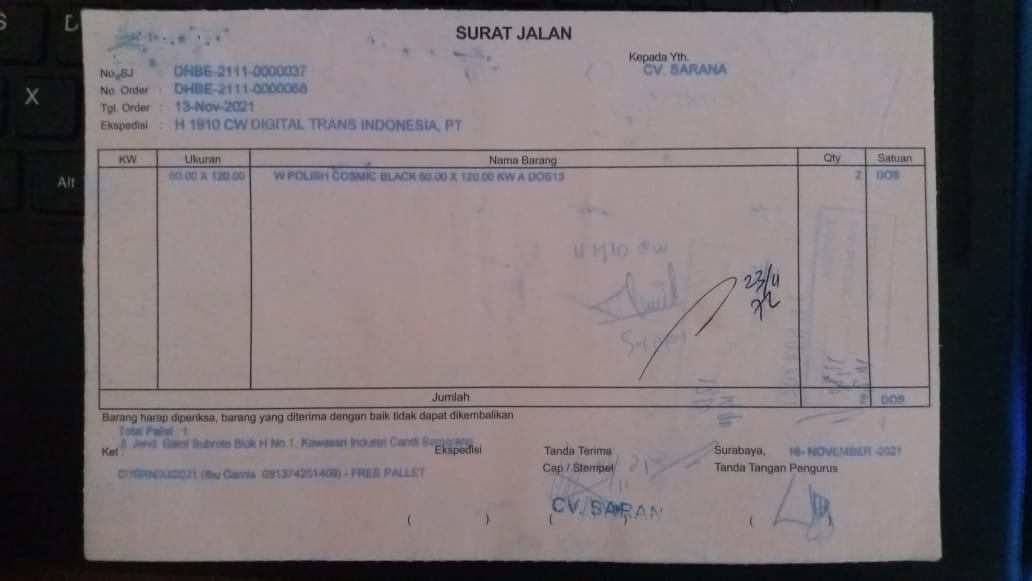 SURAT JALAN
No. SJ : DHBE-2111-0000037
No. Order : DHBE-2111-0000068
Tgl. Order : 13-Nov-2021
Ekspedisi : H 1910 CW DIGITAL TRANS INDONESIA, PT
Kepada Yth.
CV. SARANA
KW Ukuran Nama Barang Qty Satuan
60.00 X 120.00 W POLISH COSMIC BLACK 60.00 X 120.00 KW A DOS13 2 DOS
23/11
Jumlah 2 DOS
Barang harap diperiksa, barang yang diterima dengan baik tidak dapat dikembalikan
Total Pallet : 1
Jl. Jend. Gatot Subroto Blok H No.1, Kawasan Industri Candi Semarang
Ket :
076RN/XI/2021 (Ibu Garnis 081374251408) - FREE PALLET
Ekspedisi
( )
Tanda Terima
Cap / Stempel
CV. SARAN
( )
Surabaya, 16- NOVEMBER -2021
Tanda Tangan Pengurus
( )